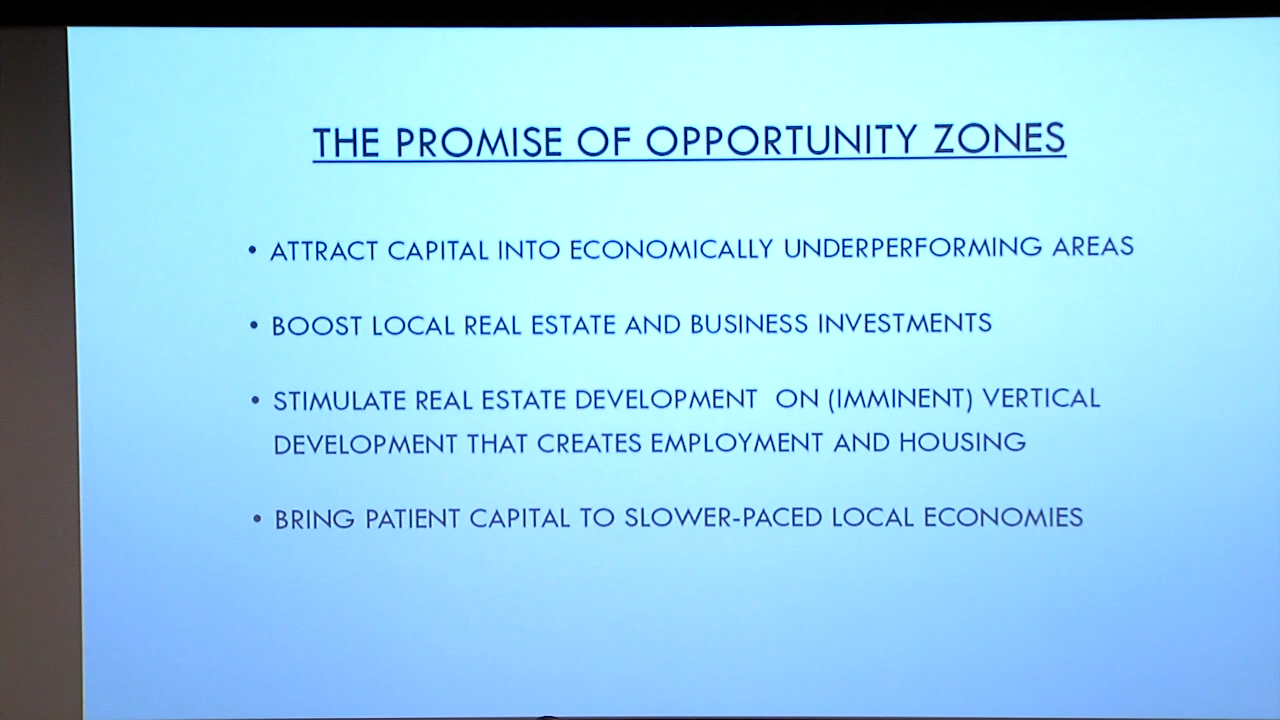 THE PROMISE OF OPPORTUNITY ZONES
• ATTRACT CAPITAL INTO ECONOMICALLY UNDERPERFORMING AREAS
• BOOST LOCAL REAL ESTATE AND BUSINESS INVESTMENTS
• STIMULATE REAL ESTATE DEVELOPMENT  ON (IMMINENT) VERTICAL
DEVELOPMENT THAT CREATES EMPLOYMENT AND HOUSING
• BRING PATIENT CAPITAL TO SLOWER-PACED LOCAL ECONOMIES